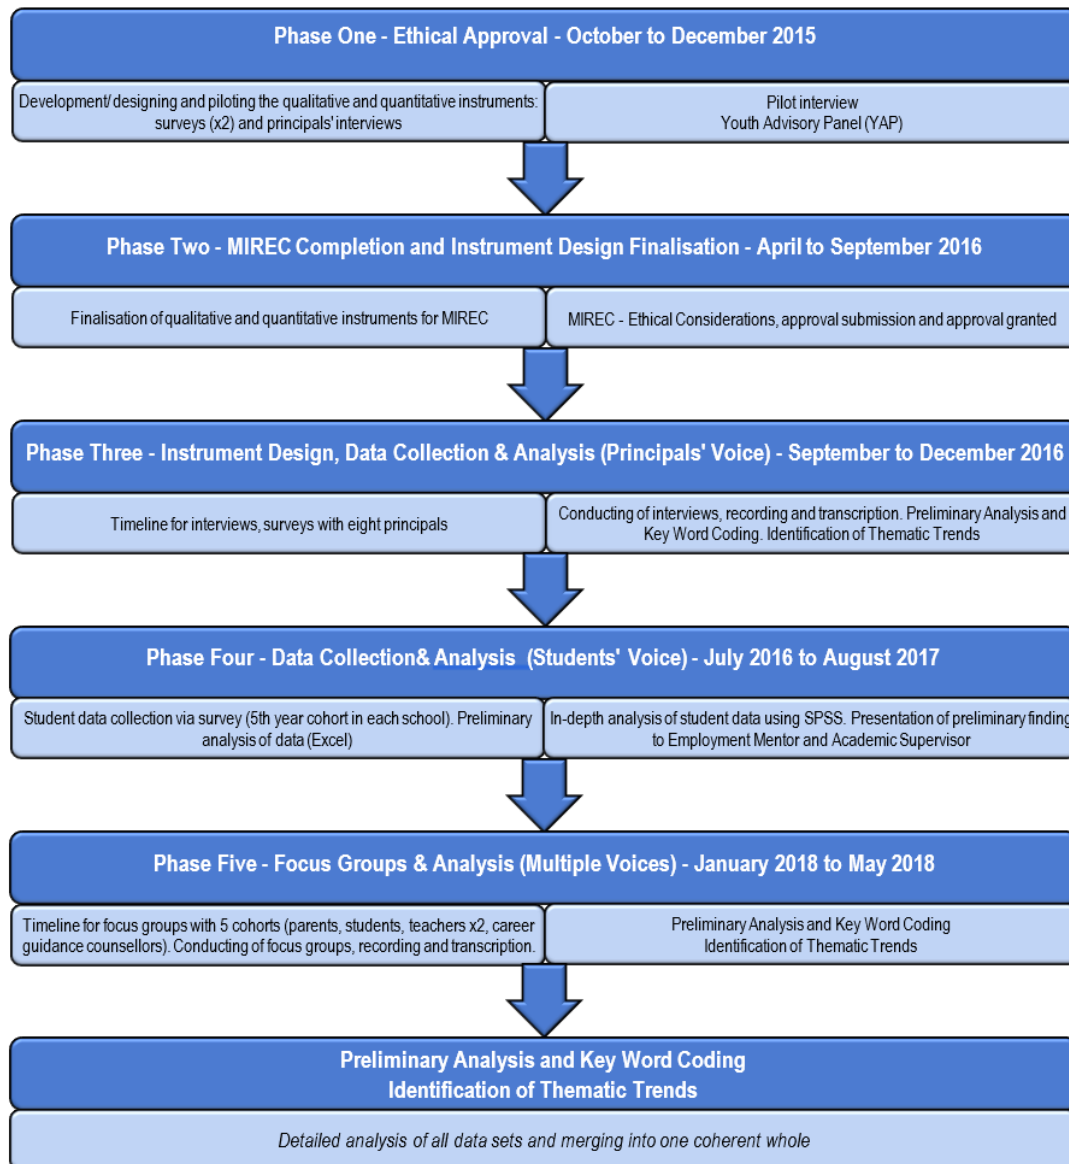 Phase One - Ethical Approval - October to December 2015
Development/ designing and piloting the qualitative and quantitative instruments:
surveys (x2) and principals' interviews
Pilot interview
Youth Advisory Panel (YAP)
Phase Two - MIREC Completion and Instrument Design Finalisation - April to September 2016
Finalisation of qualitative and quantitative instruments for MIREC
MIREC - Ethical Considerations, approval submission and approval granted
Phase Three - Instrument Design, Data Collection & Analysis (Principals' Voice) - September to December 2016
Timeline for interviews, surveys with eight principals
Conducting of interviews, recording and transcription. Preliminary Analysis and
Key Word Coding. Identification of Thematic Trends
Phase Four - Data Collection& Analysis (Students' Voice) - July 2016 to August 2017
Student data collection via survey (5th year cohort in each school). Preliminary
analysis of data (Excel)
In-depth analysis of student data using SPSS. Presentation of preliminary finding
to Employment Mentor and Academic Supervisor
Phase Five - Focus Groups & Analysis (Multiple Voices) - January 2018 to May 2018
Timeline for focus groups with 5 cohorts (parents, students, teachers x2, career
guidance counsellors). Conducting of focus groups, recording and transcription.
Preliminary Analysis and Key Word Coding
Identification of Thematic Trends
Preliminary Analysis and Key Word Coding
Identification of Thematic Trends
Detailed analysis of all data sets and merging into one coherent whole